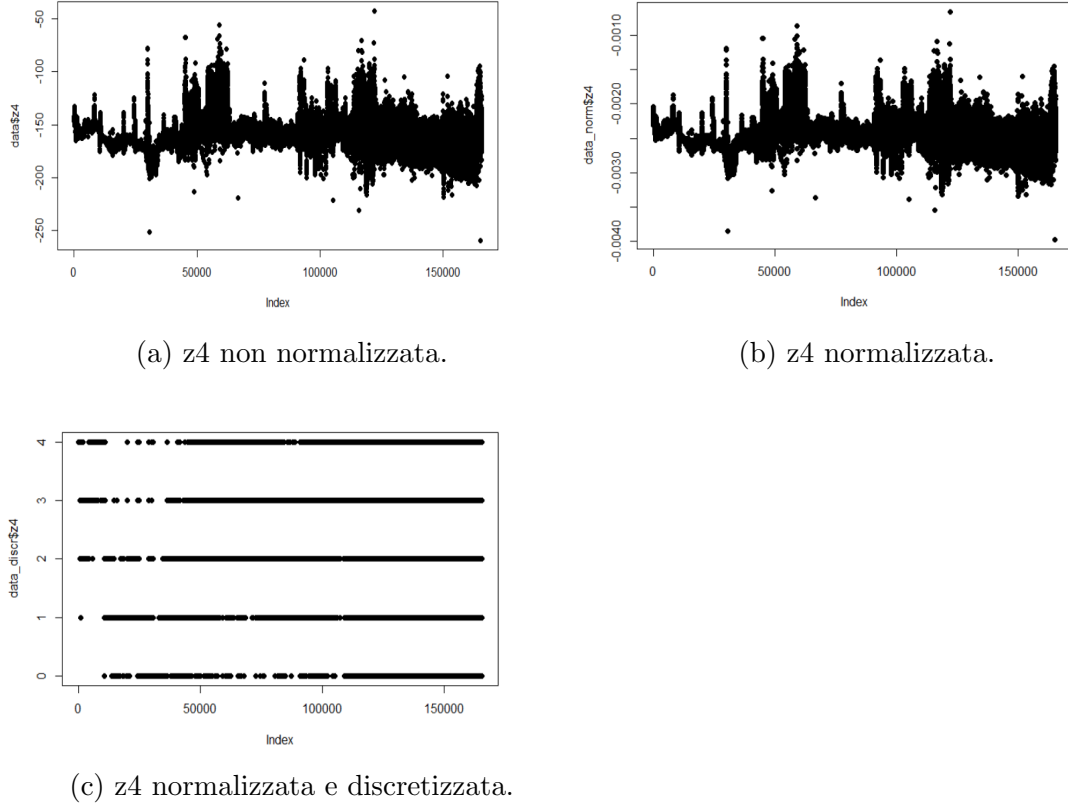 -50
-100
-150
-200
-250
data$z4
0
50000
100000
150000
Index
(a) z4 non normalizzata.
-0.0010
-0.0020
-0.0030
-0.0040
data_norm$z4
0
50000
100000
150000
Index
(b) z4 normalizzata.
4
3
2
1
0
data_discr$z4
0
50000
100000
150000
Index
(c) z4 normalizzata e discretizzata.